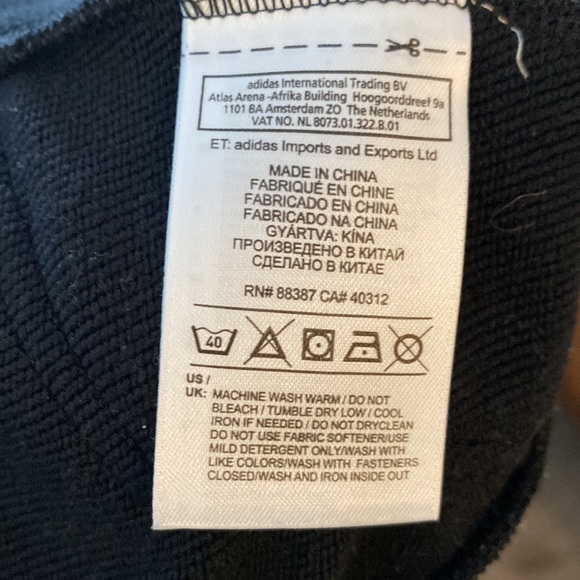 adidas International Trading BV
Atlas Arena -Afrika Building Hoogoorddreef 9a
1101 BA Amsterdam ZO The Netherlands
VAT NO. NL 8073.01.322.B.01
ET: adidas Imports and Exports Ltd
MADE IN CHINA
FABRIQUÉ EN CHINE
FABRICADO EN CHINA
FABRICADO NA CHINA
GYÁRTVA: KÍNA
ПРОИЗВЕДЕНО В КИТАЙ
СДЕЛАНО В КИТАЕ
RN# 88387 CA# 40312
40
US /
UK: MACHINE WASH WARM / DO NOT
BLEACH / TUMBLE DRY LOW / COOL
IRON IF NEEDED / DO NOT DRYCLEAN
DO NOT USE FABRIC SOFTENER/USE
MILD DETERGENT ONLY/WASH WITH
LIKE COLORS/WASH WITH FASTENERS
CLOSED/WASH AND IRON INSIDE OUT